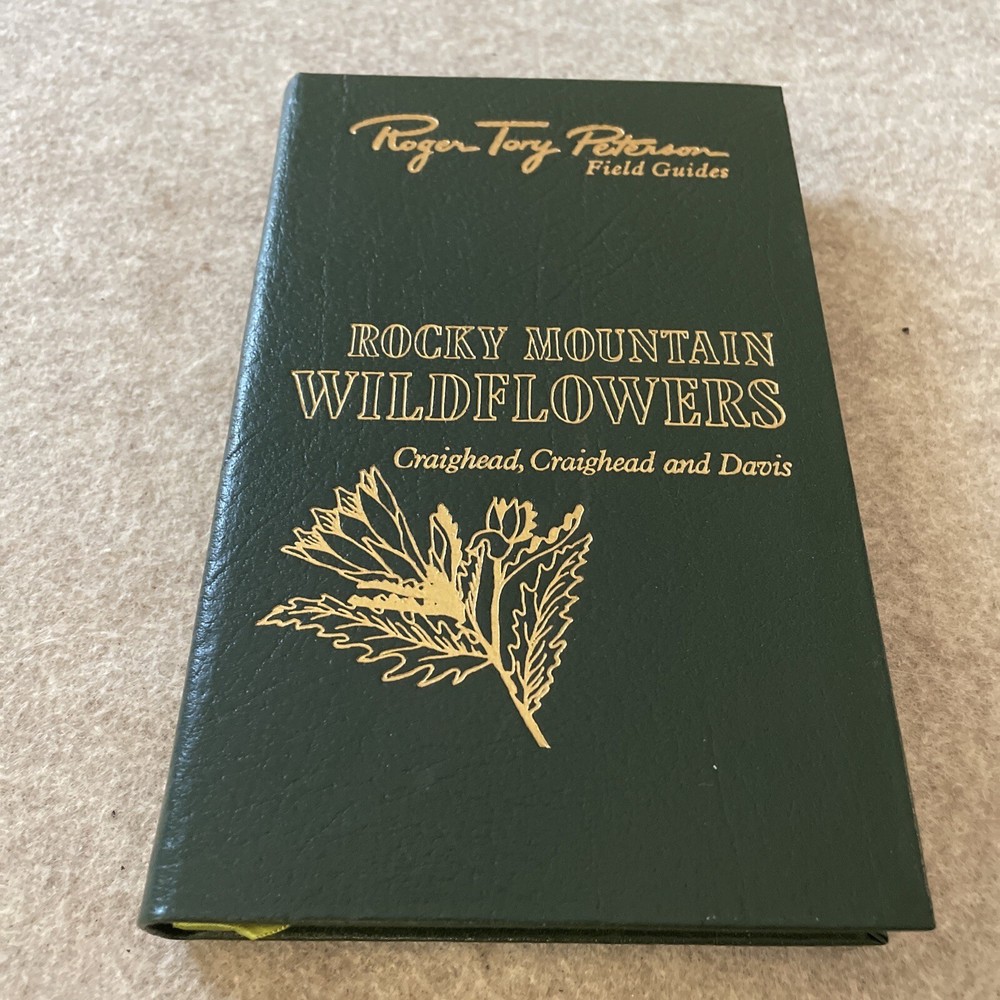 Roger Tory Peterson
Field Guides
ROCKY MOUNTAIN
WILDFLOWERS
Craighead, Craighead and Davis